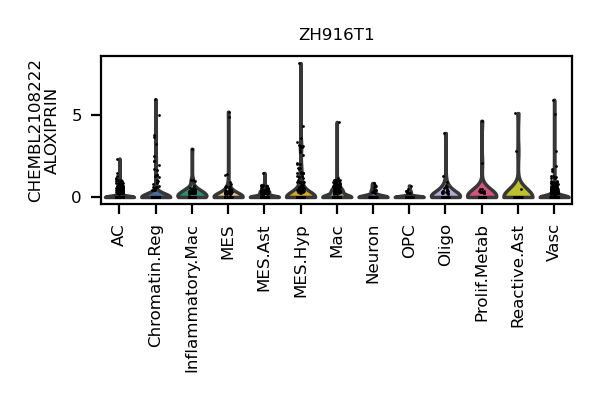 ZH916T1
CHEMBL2108222
ALOXIPRIN
5
0
AC
Chromatin.Reg
Inflammatory.Mac
MES
MES.Ast
MES.Hyp
Mac
Neuron
OPC
Oligo
Prolif.Metab
Reactive.Ast
Vasc